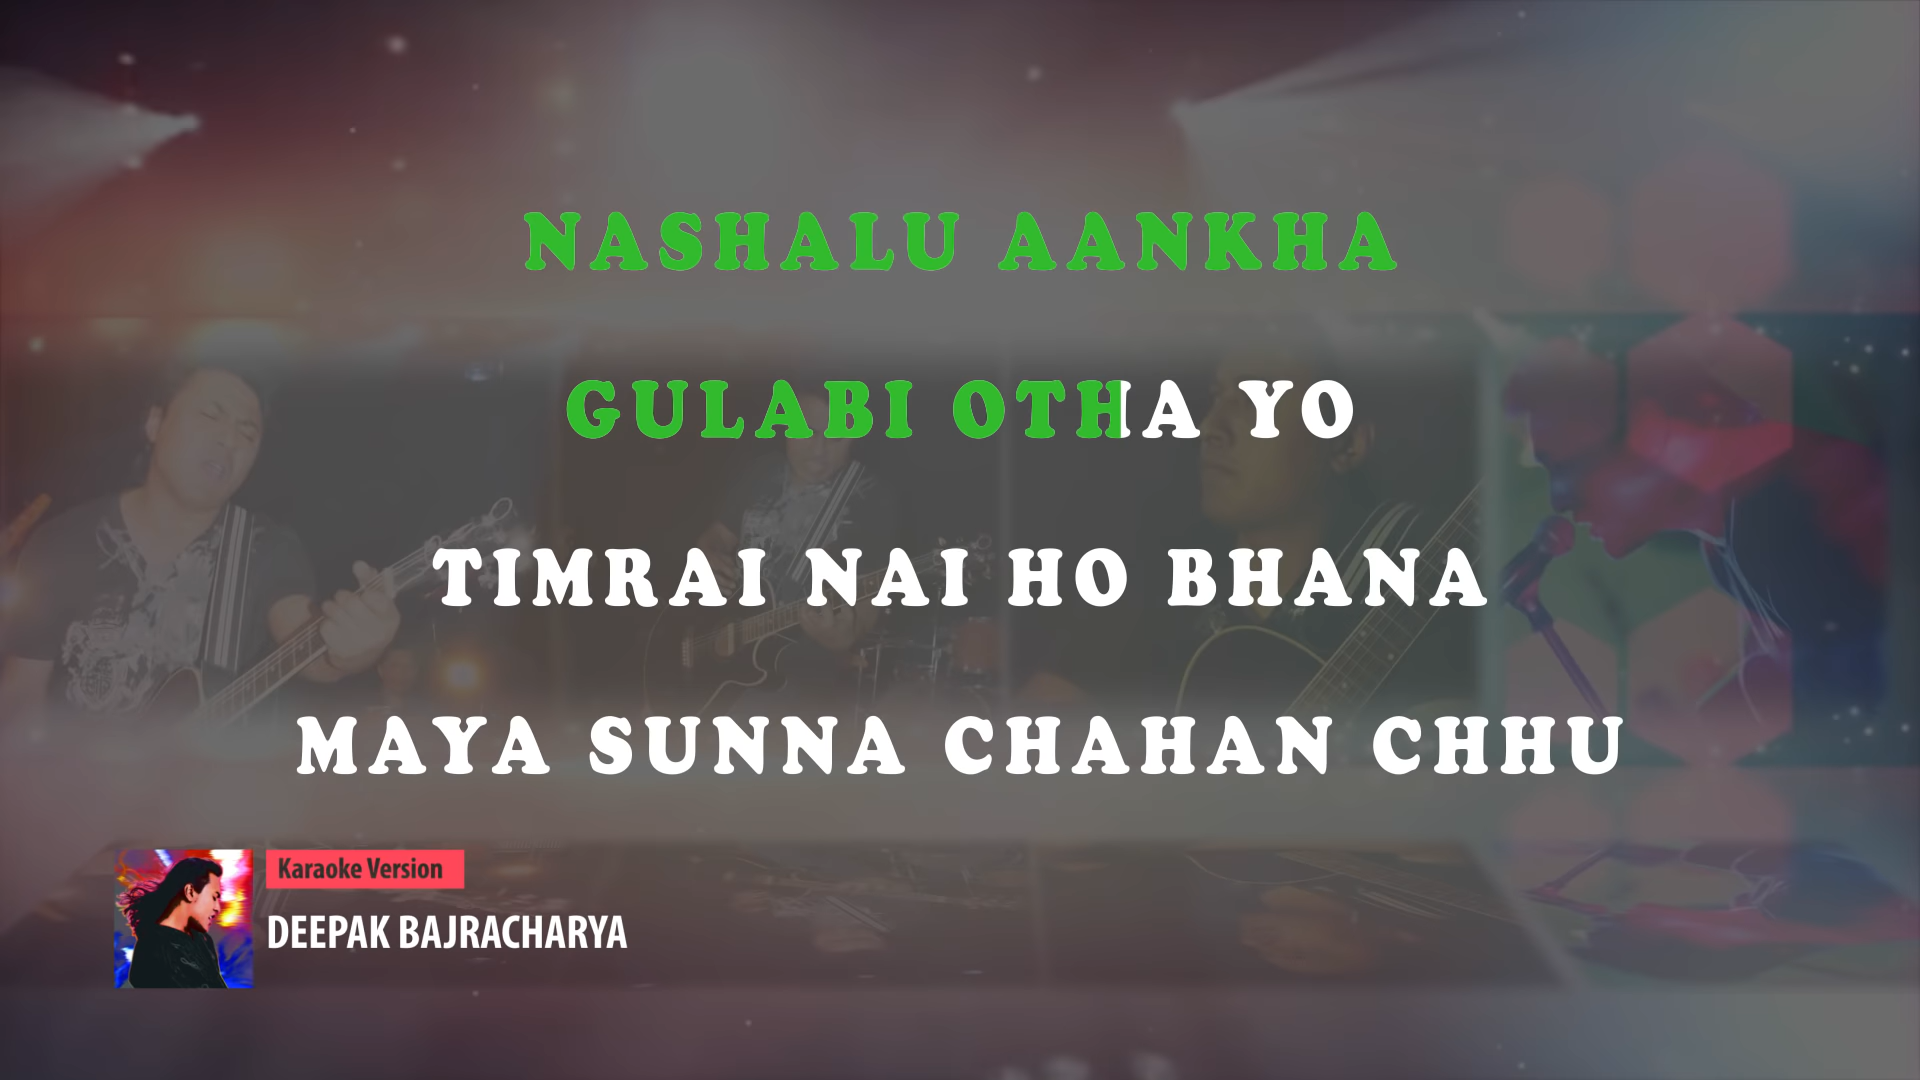 NASHALU AANKHA
GULABI OTHA YO
TIMRAI NAI HO BHANA
MAYA SUNNA CHAHAN CHHU
Karaoke Version
DEEPAK BAJRACHARYA